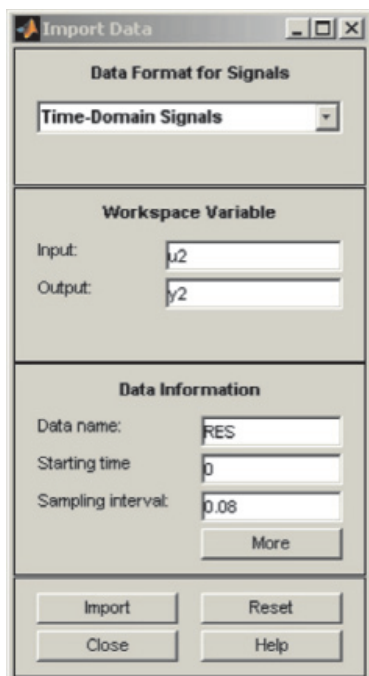 Import Data
Data Format for Signals
Time-Domain Signals
Workspace Variable
Input: u2
Output: y2
Data Information
Data name: RES
Starting time 0
Sampling interval: 0.08
More
Import Reset
Close Help